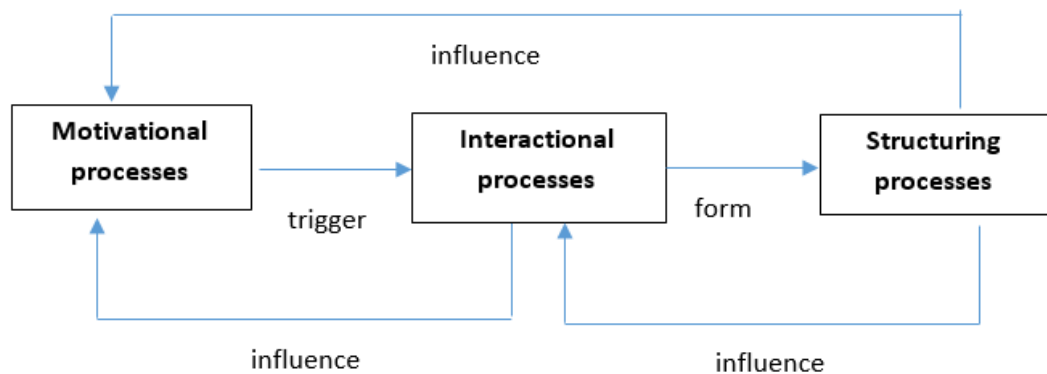 influence
Motivational
processes
trigger
Interactional
processes
form
Structuring
processes
influence
influence